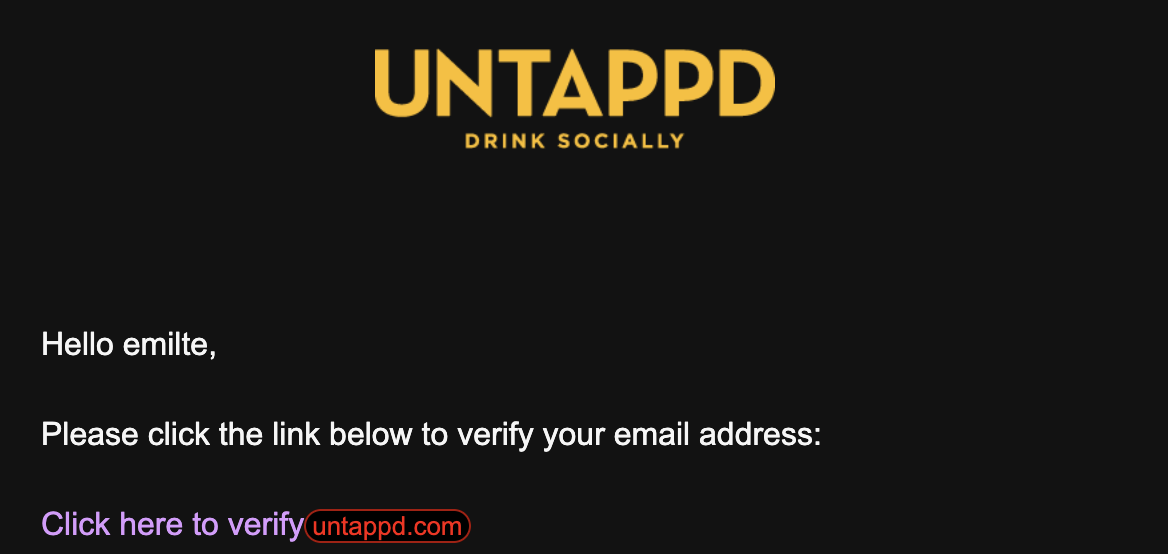 UNTAPPD
DRINK SOCIALLY
Hello emilte,
Please click the link below to verify your email address:
Click here to verify untappd.com